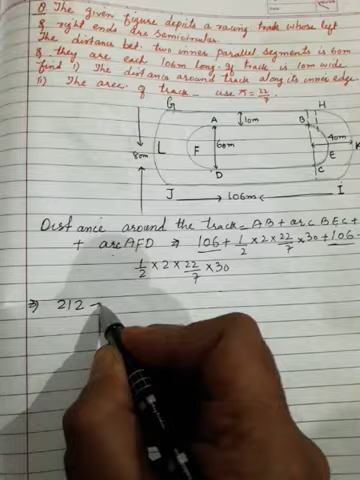 Q The given figure depicts a racing track whose left
& right ends are semicircular.
The distance bet. two inner parallel segments is 60m
& they are each 106m long. If track is 10m wide
find i) The distance around track along its inner edge
ii) The area of track. use π = 22/7.
G H
A 10m B
80m L F 60m 40m K
E
D C
J 106m I
Distance around the track = AB + arc BEC +
+ arc AFD ⇒ 106 + 1/2 × 2 × 22/7 × 30 + 106
1/2 × 2 × 22/7 × 30
⇒ 212